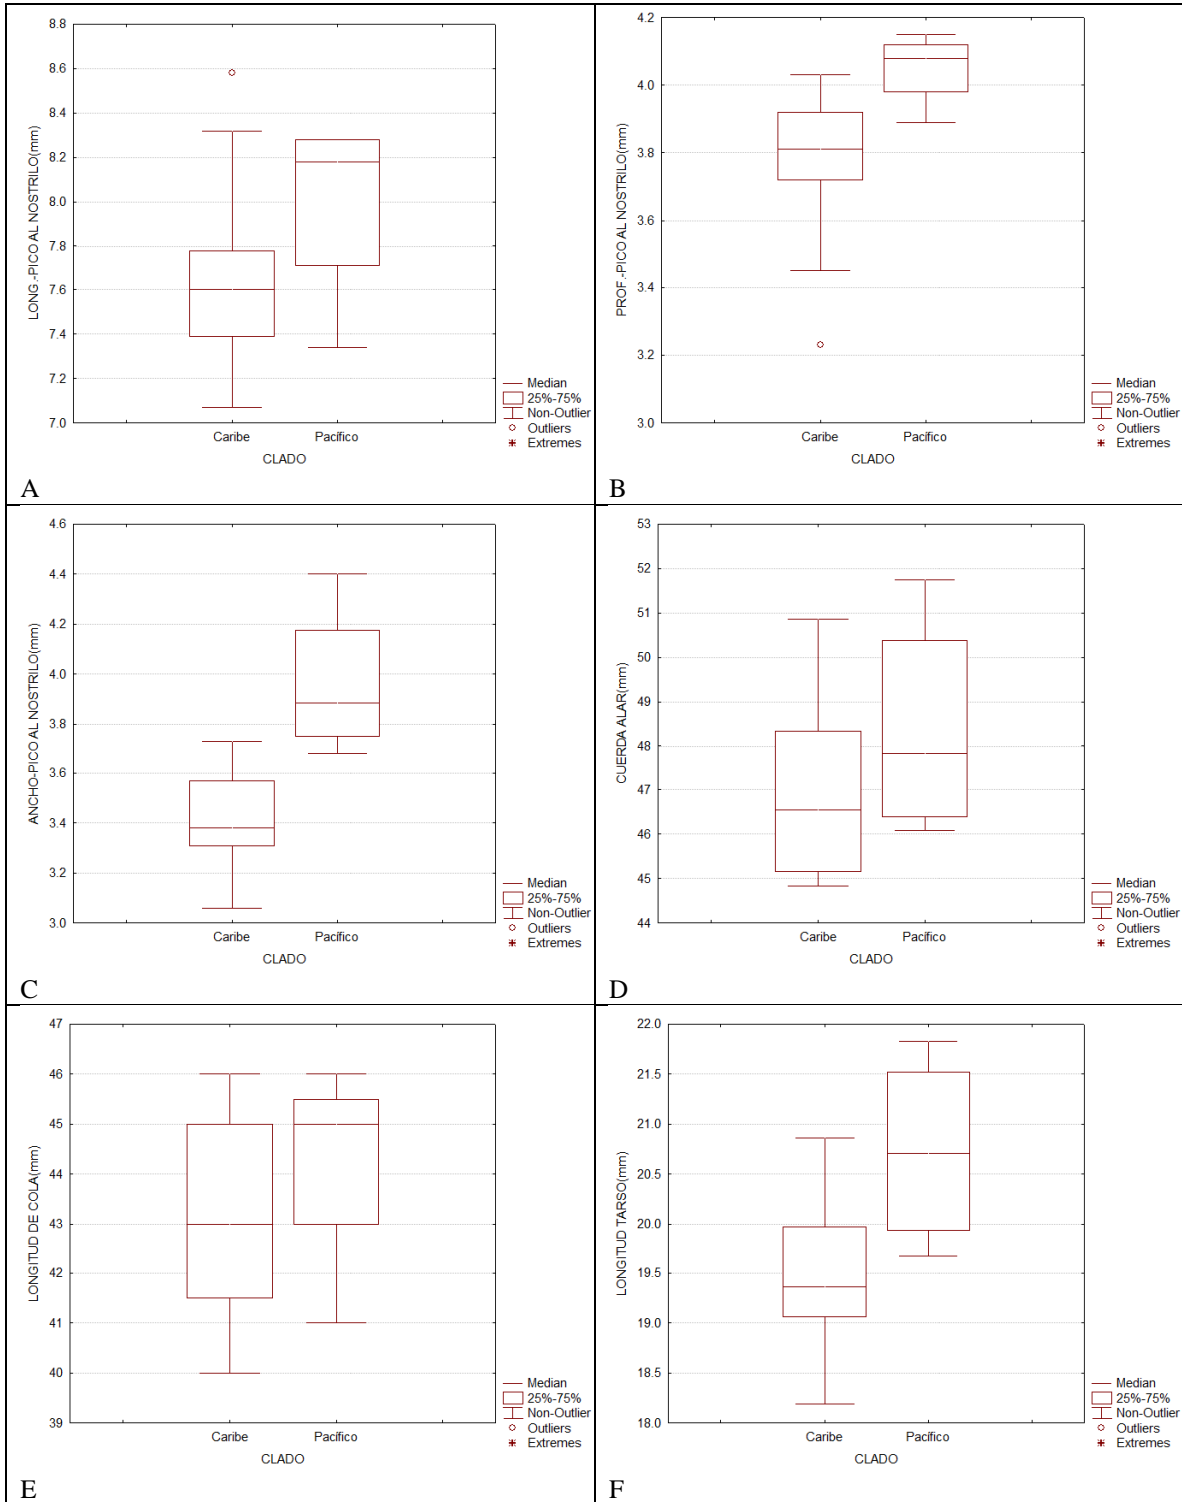 8.8
8.6
8.4
8.2
8.0
7.8
7.6
7.4
7.2
7.0
LONG.-PICO AL NOSTRILO(mm)
Caribe
Pacífico
CLADO
Median
25%-75%
Non-Outlier
Outliers
Extremes
A
4.2
4.0
3.8
3.6
3.4
3.2
3.0
PROF.-PICO AL NOSTRILO(mm)
Caribe
Pacífico
CLADO
Median
25%-75%
Non-Outlier
Outliers
Extremes
B
4.6
4.4
4.2
4.0
3.8
3.6
3.4
3.2
3.0
ANCHO-PICO AL NOSTRILO(mm)
Caribe
Pacífico
CLADO
Median
25%-75%
Non-Outlier
Outliers
Extremes
C
53
52
51
50
49
48
47
46
45
44
CUERDA ALAR(mm)
Caribe
Pacífico
CLADO
Median
25%-75%
Non-Outlier
Outliers
Extremes
D
47
46
45
44
43
42
41
40
39
LONGITUD DE COLA(mm)
Caribe
Pacífico
CLADO
Median
25%-75%
Non-Outlier
Outliers
Extremes
E
22.0
21.5
21.0
20.5
20.0
19.5
19.0
18.5
18.0
LONGITUD TARSO(mm)
Caribe
Pacífico
CLADO
Median
25%-75%
Non-Outlier
Outliers
Extremes
F